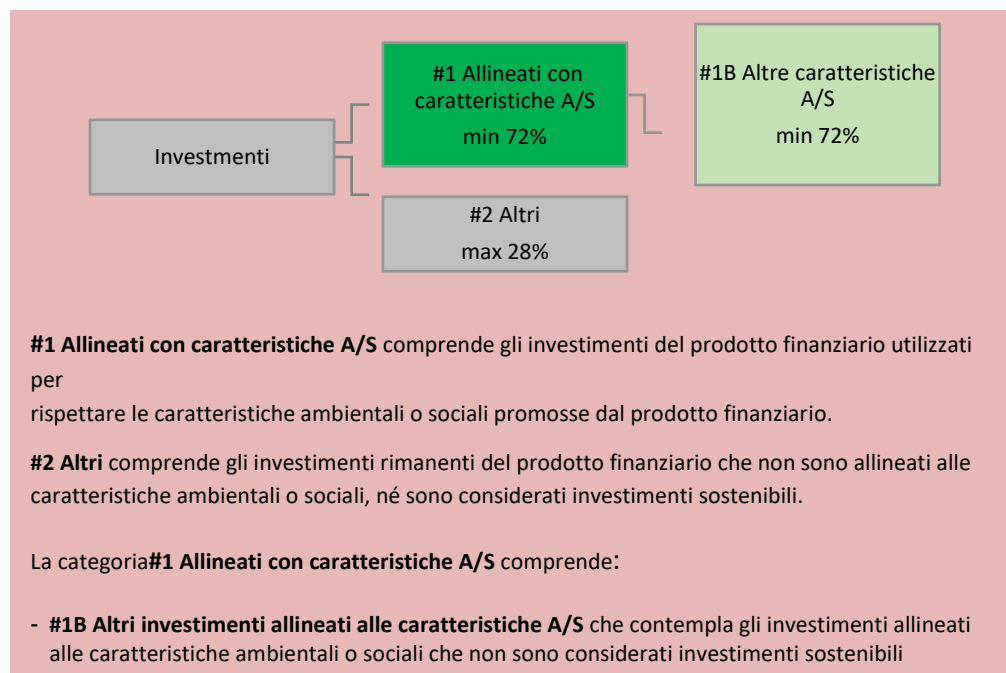 Investmenti
#1 Allineati con
caratteristiche A/S
min 72%
#1B Altre caratteristiche
A/S
min 72%
#2 Altri
max 28%
#1 Allineati con caratteristiche A/S comprende gli investimenti del prodotto finanziario utilizzati
per
rispettare le caratteristiche ambientali o sociali promosse dal prodotto finanziario.
#2 Altri comprende gli investimenti rimanenti del prodotto finanziario che non sono allineati alle
caratteristiche ambientali o sociali, né sono considerati investimenti sostenibili.
La categoria#1 Allineati con caratteristiche A/S comprende:
- #1B Altri investimenti allineati alle caratteristiche A/S che contempla gli investimenti allineati
alle caratteristiche ambientali o sociali che non sono considerati investimenti sostenibili